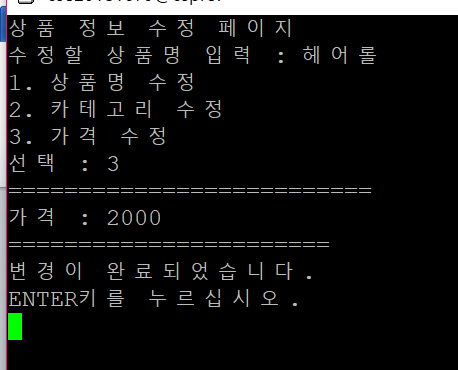 상품 정보 수정 페이지
수정할 상품명 입력 : 헤어롤
1. 상품명 수정
2. 카테고리 수정
3. 가격 수정
선택 : 3
==========================
가격 : 2000
=======================
변경이 완료되었습니다.
ENTER키를 누르십시오.